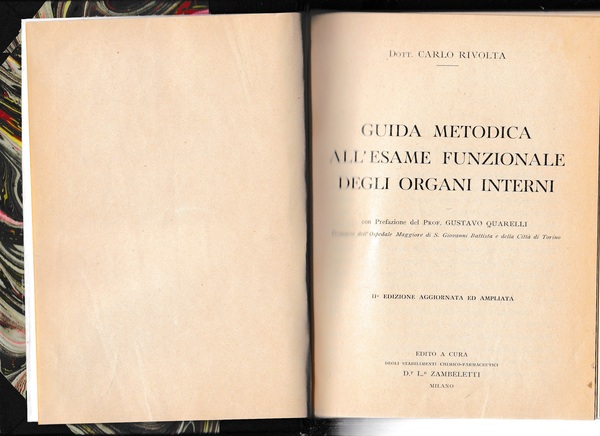 Dott. CARLO RIVOLTA
GUIDA METODICA
ALL'ESAME FUNZIONALE
DEGLI ORGANI INTERNI
con Prefazione del Prof. GUSTAVO QUARELLI
dell'Ospedale Maggiore di S. Giovanni Battista e della Città di Torino
IIª EDIZIONE AGGIORNATA ED AMPLIATA
EDITO A CURA
DEGLI STABILIMENTI CHIMICO-FARMACEUTICI
D.r L.o ZAMBELETTI
MILANO